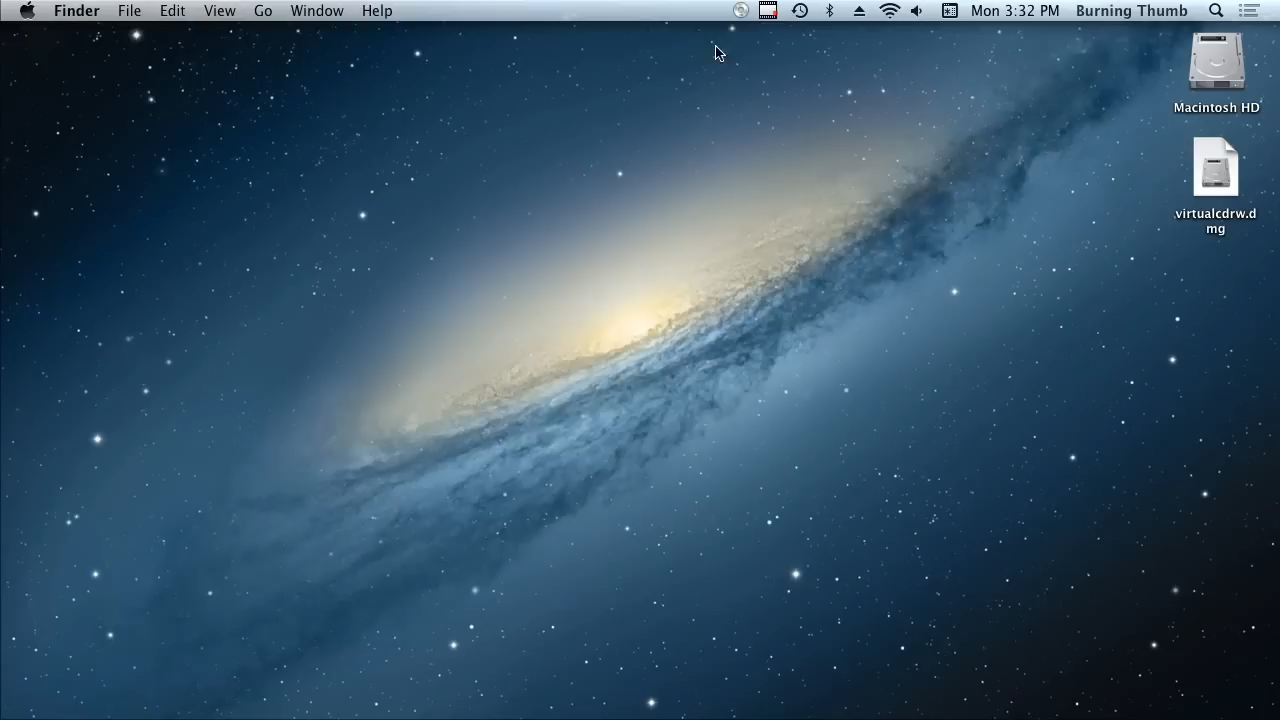 Finder File Edit View Go Window Help Mon 3:32 PM Burning Thumb
Macintosh HD
virtualcdrw.d
mg